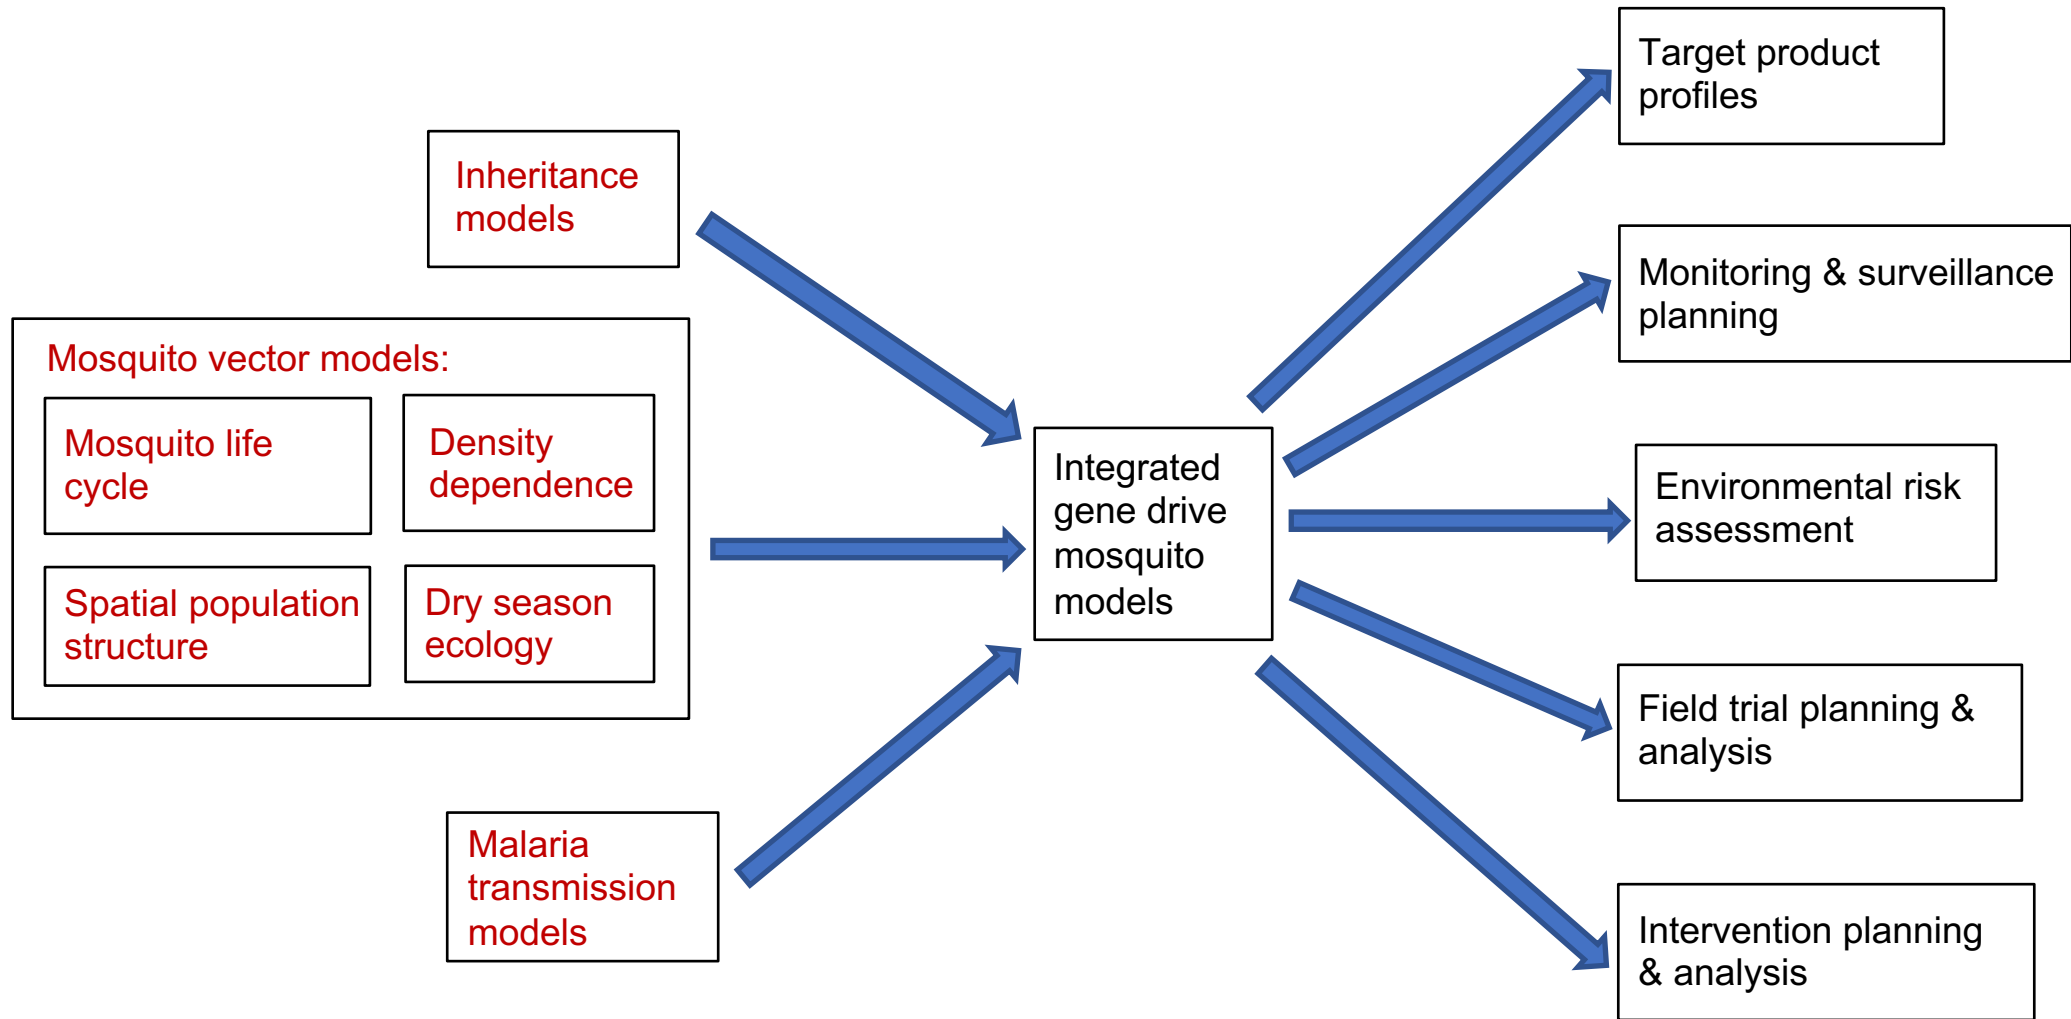 Inheritance
models
Mosquito vector models:
Mosquito life
cycle
Density
dependence
Spatial population
structure
Dry season
ecology
Malaria
transmission
models
Integrated
gene drive
mosquito
models
Target product
profiles
Monitoring & surveillance
planning
Environmental risk
assessment
Field trial planning &
analysis
Intervention planning
& analysis